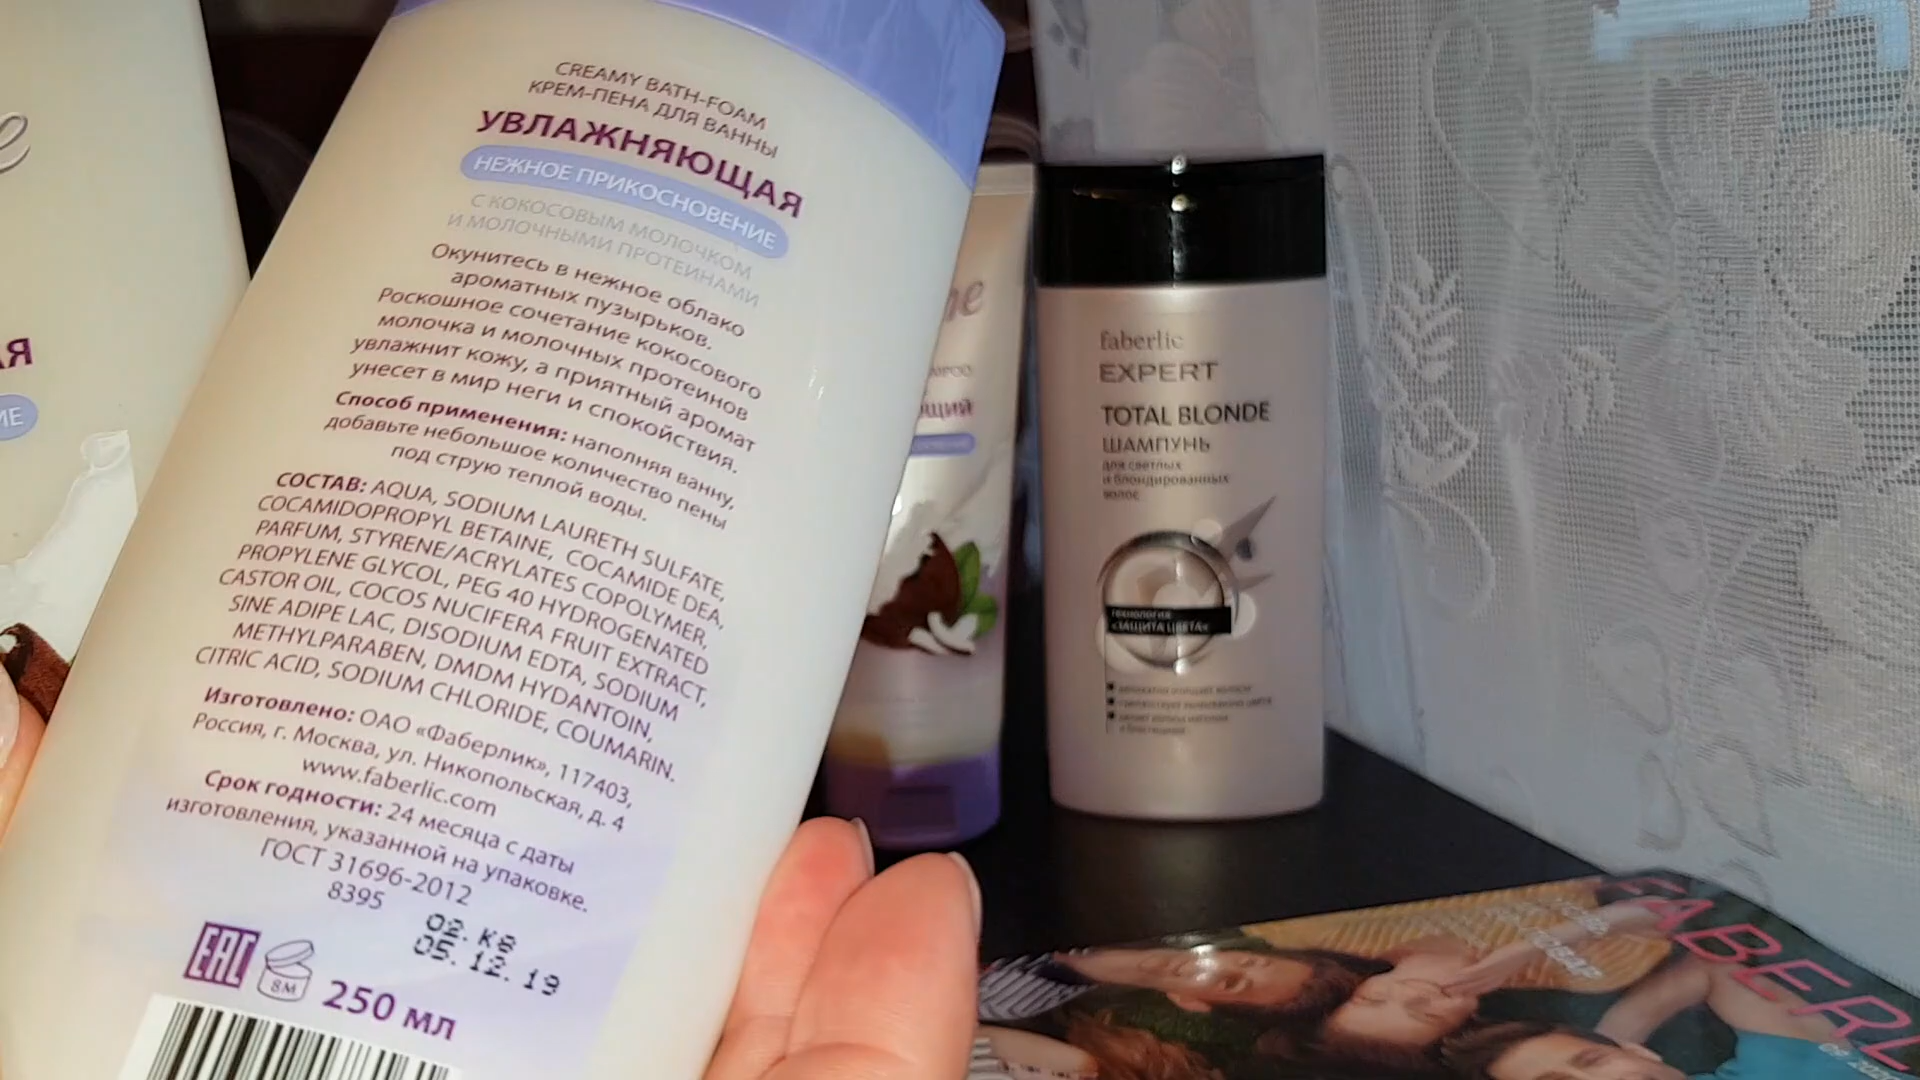 CREAMY BATH-FOAM
КРЕМ-ПЕНА ДЛЯ ВАННЫ
УВЛАЖНЯЮЩАЯ
НЕЖНОЕ ПРИКОСНОВЕНИЕ
С КОКОСОВЫМ МОЛОЧКОМ
И МОЛОЧНЫМИ ПРОТЕИНАМИ
Окунитесь в нежное облако
ароматных пузырьков.
Роскошное сочетание кокосового
молочка и молочных протеинов
увлажнит кожу, а приятный аромат
унесет в мир неги и спокойствия.
Способ применения: наполняя ванну,
добавьте небольшое количество пены
под струю теплой воды.
СОСТАВ: AQUA, SODIUM LAURETH SULFATE,
COCAMIDOPROPYL BETAINE, COCAMIDE DEA,
PARFUM, STYRENE/ACRYLATES COPOLYMER,
PROPYLENE GLYCOL, PEG 40 HYDROGENATED
CASTOR OIL, COCOS NUCIFERA FRUIT EXTRACT,
SINE ADIPE LAC, DISODIUM EDTA, SODIUM
METHYLPARABEN, DMDM HYDANTOIN,
CITRIC ACID, SODIUM CHLORIDE, COUMARIN.
Изготовлено: ОАО «Фаберлик», 117403,
Россия, г. Москва, ул. Никопольская, д. 4
www.faberlic.com
Срок годности: 24 месяца с даты
изготовления, указанной на упаковке.
ГОСТ 31696-2012
8395
02. К8
05. 12. 19
EAC
8M
250 мл
faberlic
EXPERT
TOTAL BLONDE
ШАМПУНЬ
для светлых
и блондированных
волос
ТЕХНОЛОГИЯ
«ЗАЩИТА ЦВЕТА»
FABERL